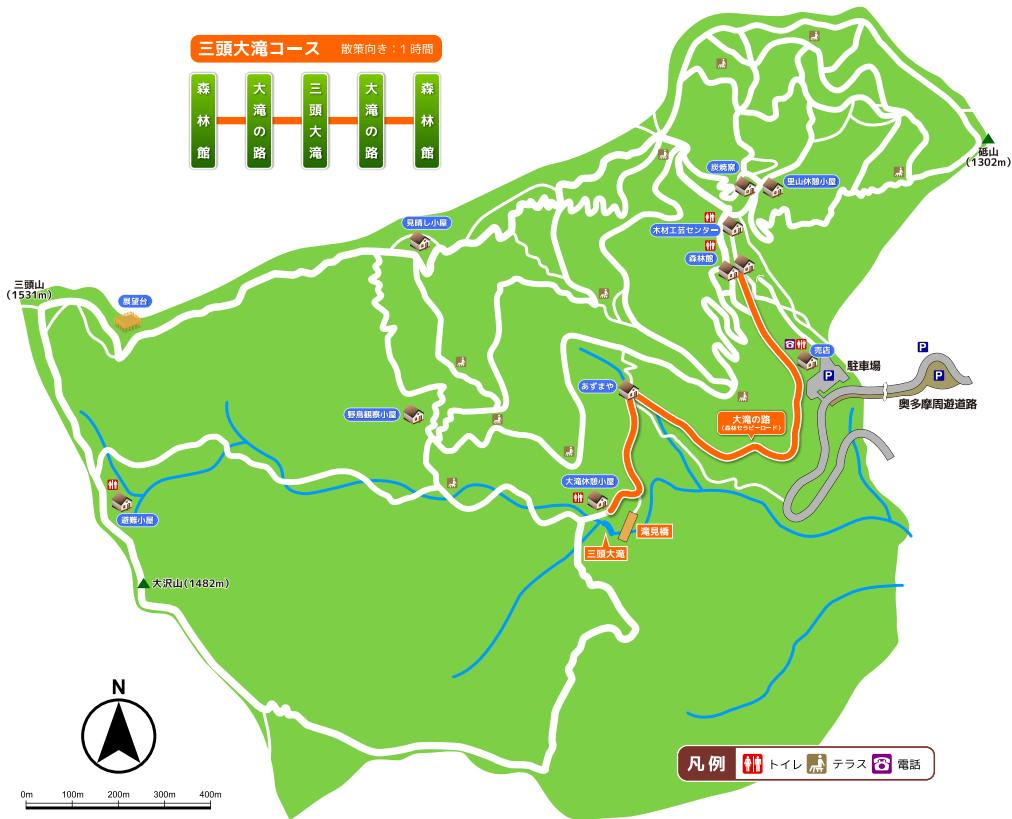 三頭大滝コース 散策向き：1時間
森林館
大滝の路
三頭大滝
大滝の路
森林館
砥山
(1302m)
炭焼窯
里山休憩小屋
見晴し小屋
木材工芸センター
森林館
三頭山
(1531m)
展望台
売店
P
P
駐車場
P
奥多摩周遊道路
あずまや
野鳥観察小屋
大滝の路
(森林セラピーロード)
大滝休憩小屋
避難小屋
滝見橋
三頭大滝
大沢山(1482m)
N
凡例 トイレ テラス 電話
0m 100m 200m 300m 400m